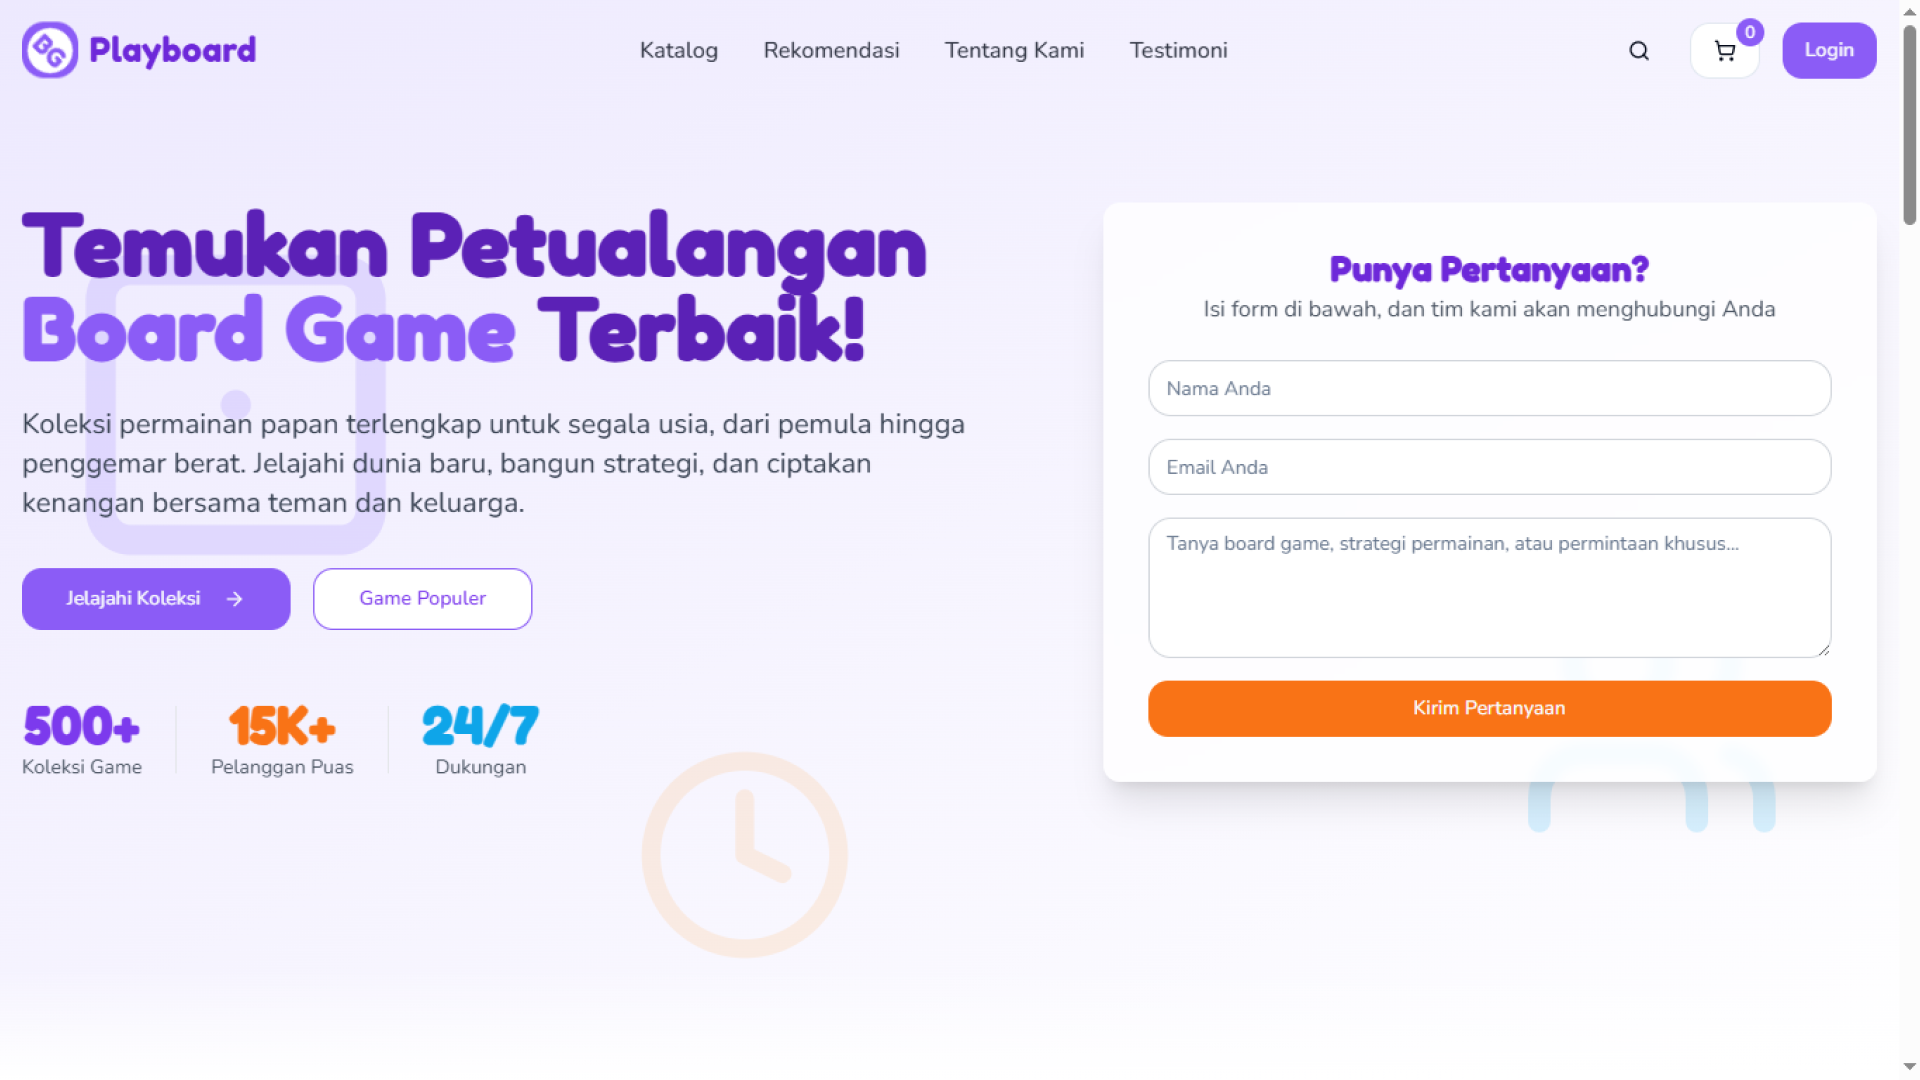 BG
Playboard
Katalog
Rekomendasi
Tentang Kami
Testimoni
0
Login
Temukan Petualangan
Board Game Terbaik!
Koleksi permainan papan terlengkap untuk segala usia, dari pemula hingga
penggemar berat. Jelajahi dunia baru, bangun strategi, dan ciptakan
kenangan bersama teman dan keluarga.
Jelajahi Koleksi
Game Populer
500+
Koleksi Game
15K+
Pelanggan Puas
24/7
Dukungan
Punya Pertanyaan?
Isi form di bawah, dan tim kami akan menghubungi Anda
Nama Anda
Email Anda
Tanya board game, strategi permainan, atau permintaan khusus...
Kirim Pertanyaan